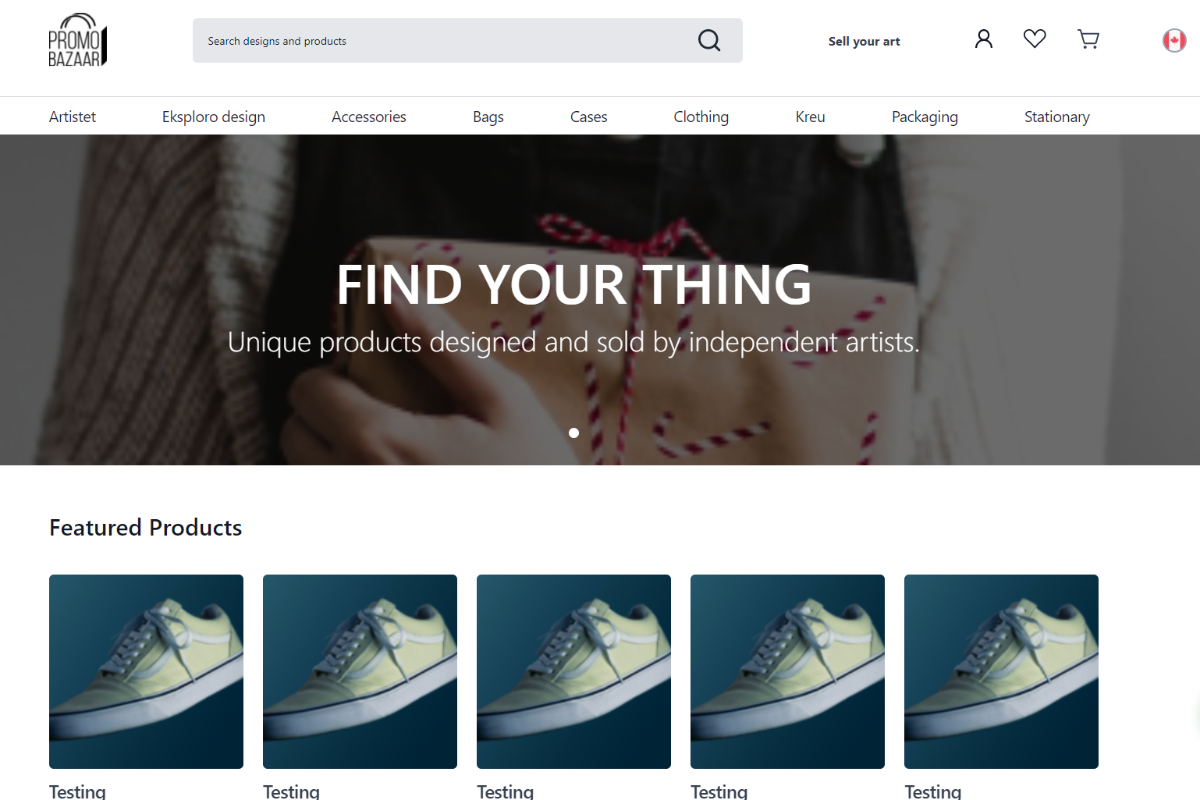 PROMO
BAZAAR
Search designs and products
Sell your art
Artistet
Eksploro design
Accessories
Bags
Cases
Clothing
Kreu
Packaging
Stationary
FIND YOUR THING
Unique products designed and sold by independent artists.
Featured Products
Testing
Testing
Testing
Testing
Testing